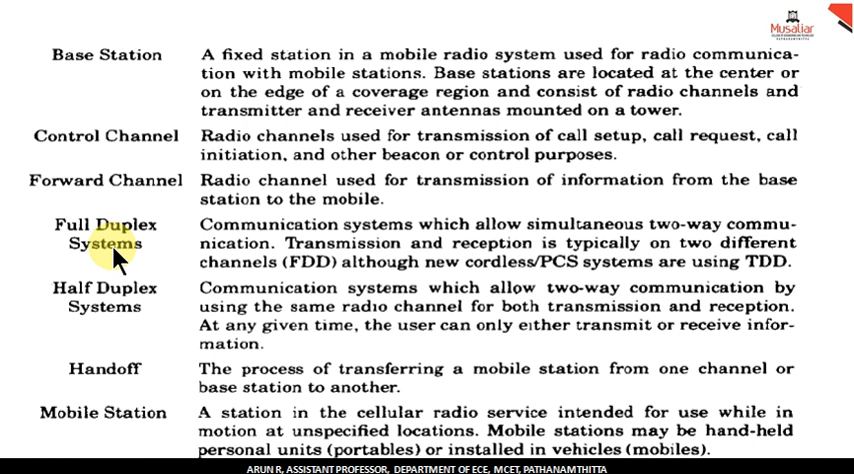 Musaliar
Base Station A fixed station in a mobile radio system used for radio communica-
tion with mobile stations. Base stations are located at the center or
on the edge of a coverage region and consist of radio channels and
transmitter and receiver antennas mounted on a tower.
Control Channel Radio channels used for transmission of call setup, call request, call
initiation, and other beacon or control purposes.
Forward Channel Radio channel used for transmission of information from the base
station to the mobile.
Full Duplex Communication systems which allow simultaneous two-way commu-
Systems nication. Transmission and reception is typically on two different
channels (FDD) although new cordless/PCS systems are using TDD.
Half Duplex Communication systems which allow two-way communication by
Systems using the same radio channel for both transmission and reception.
At any given time, the user can only either transmit or receive infor-
mation.
Handoff The process of transferring a mobile station from one channel or
base station to another.
Mobile Station A station in the cellular radio service intended for use while in
motion at unspecified locations. Mobile stations may be hand-held
personal units (portables) or installed in vehicles (mobiles).
ARUN R, ASSISTANT PROFESSOR, DEPARTMENT OF ECE, MCET, PATHANAMTHITTA